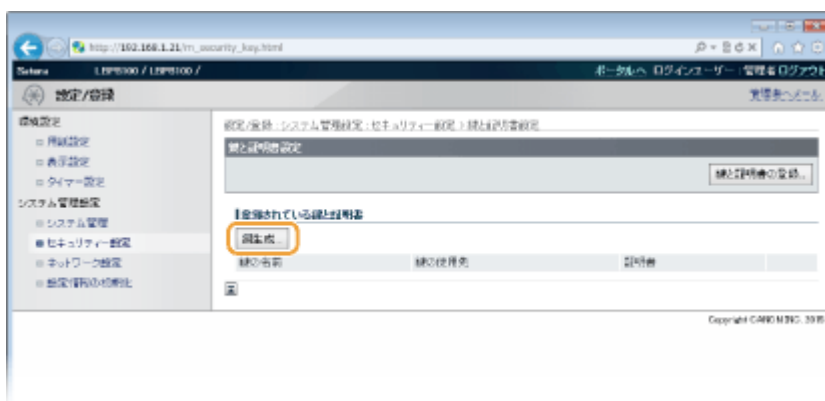 http://192.168.1.21/m_security_key.html
Satera LBP8100 / LBP8100 /
ポータルへ ログインユーザー: 管理者 ログアウト
設定/登録
管理者へメール
環境設定
用紙設定
表示設定
タイマー設定
システム管理設定
システム管理
セキュリティー設定
ネットワーク設定
設定情報の初期化
設定/登録 : システム管理設定 : セキュリティー設定 > 鍵と証明書設定
鍵と証明書設定
鍵と証明書の登録...
登録されている鍵と証明書
鍵生成...
鍵の名前 鍵の使用先 証明書
Copyright CANON INC. 2015